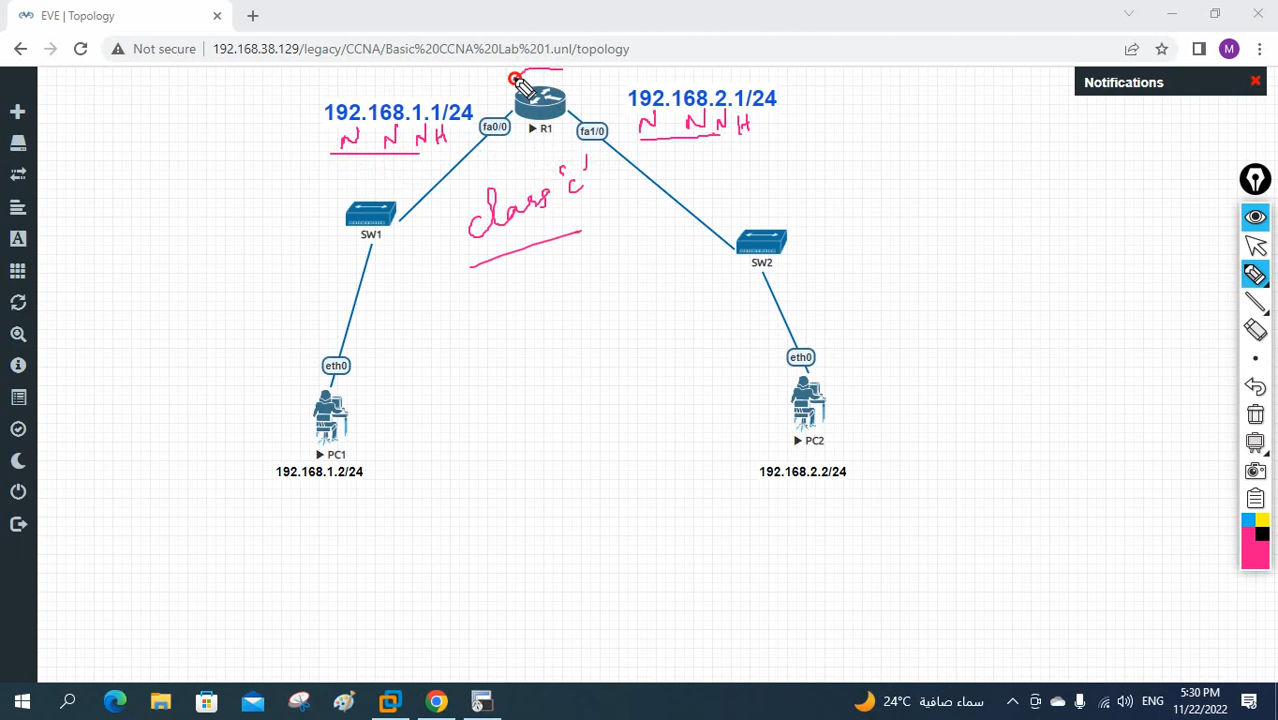 EVE | Topology
Not secure
192.168.38.129/legacy/CCNA/Basic%20CCNA%20Lab%201.unl/topology
M
Notifications
192.168.1.1/24
192.168.2.1/24
N N N H
N N N H
fa0/0
R1
fa1/0
class 'c'
SW1
SW2
eth0
eth0
PC1
PC2
192.168.1.2/24
192.168.2.2/24
24°C سماء صافية
ENG
5:30 PM
11/22/2022